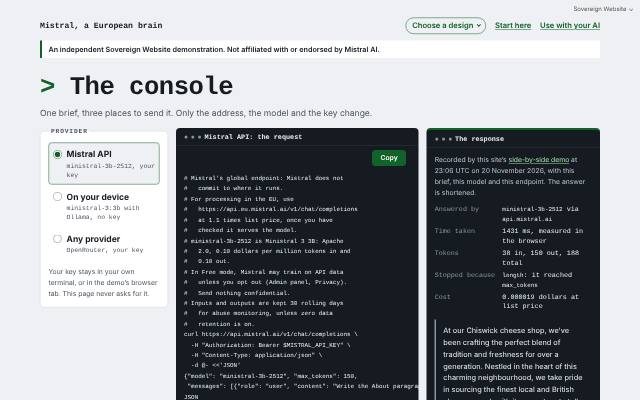 Sovereign Website
Mistral, a European brain
Choose a design
Start here
Use with your AI
An independent Sovereign Website demonstration. Not affiliated with or endorsed by Mistral AI.
> The console
One brief, three places to send it. Only the address, the model and the key change.
PROVIDER
Mistral API
ministral-3b-2512, your
key
On your device
ministral-3:3b with
Ollama, no key
Any provider
OpenRouter, your key
Your key stays in your own
terminal, or in the demo's browser
tab. This page never asks for it.
Mistral API: the request
Copy
# Mistral's global endpoint: Mistral does not
#   commit to where it runs.
# For processing in the EU, use
#   https://api.eu.mistral.ai/v1/chat/completions
#   at 1.1 times list price, once you have
#   checked it serves the model.
# ministral-3b-2512 is Ministral 3 3B: Apache
#   2.0, 0.10 dollars per million tokens in and
#   0.10 out.
# In Free mode, Mistral may train on API data
#   unless you opt out (Admin panel, Privacy).
#   Send nothing confidential.
# Inputs and outputs are kept 30 rolling days
#   for abuse monitoring, unless zero data
#   retention is on.
curl https://api.mistral.ai/v1/chat/completions \
  -H "Authorization: Bearer $MISTRAL_API_KEY" \
  -H "Content-Type: application/json" \
  -d @- <<'JSON'
{"model": "ministral-3b-2512", "max_tokens": 150,
 "messages": [{"role": "user", "content": "Write the About paragra
JSON
The response
Recorded by this site's side-by-side demo at
23:06 UTC on 20 November 2026, with this
brief, this model and this endpoint. The answer
is shortened.
Answered by ministral-3b-2512 via
api.mistral.ai
Time taken 1431 ms, measured in
the browser
Tokens 38 in, 150 out, 188
total
Stopped because length: it reached
max_tokens
Cost 0.000019 dollars at
list price
At our Chiswick cheese shop, we've
been crafting the perfect blend of
tradition and freshness for over a
generation. Nestled in the heart of this
charming neighbourhood, we take pride
in sourcing the finest local and British